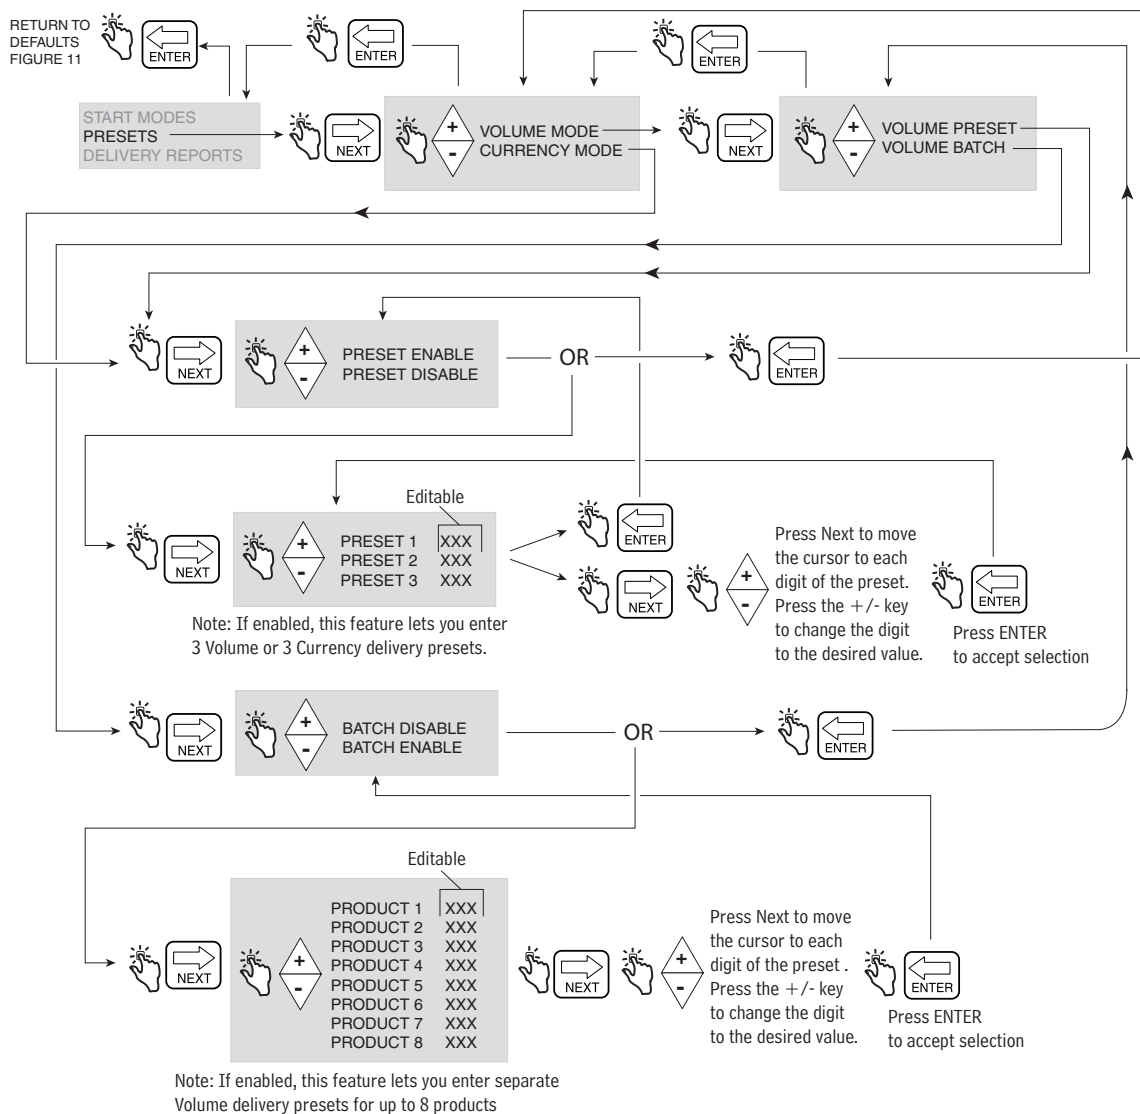 RETURN TO
DEFAULTS
FIGURE 11
ENTER
ENTER
ENTER
START MODES
PRESETS
DELIVERY REPORTS
NEXT
+
-
VOLUME MODE
CURRENCY MODE
NEXT
+
-
VOLUME PRESET
VOLUME BATCH
NEXT
+
-
PRESET ENABLE
PRESET DISABLE
OR
ENTER
Editable
NEXT
+
-
PRESET 1 XXX
PRESET 2 XXX
PRESET 3 XXX
ENTER
NEXT
+
-
Press Next to move
the cursor to each
digit of the preset.
Press the +/- key
to change the digit
to the desired value.
ENTER
Press ENTER
to accept selection
Note: If enabled, this feature lets you enter
3 Volume or 3 Currency delivery presets.
NEXT
+
-
BATCH DISABLE
BATCH ENABLE
OR
ENTER
Editable
NEXT
+
-
PRODUCT 1 XXX
PRODUCT 2 XXX
PRODUCT 3 XXX
PRODUCT 4 XXX
PRODUCT 5 XXX
PRODUCT 6 XXX
PRODUCT 7 XXX
PRODUCT 8 XXX
NEXT
+
-
Press Next to move
the cursor to each
digit of the preset .
Press the +/- key
to change the digit
to the desired value.
ENTER
Press ENTER
to accept selection
Note: If enabled, this feature lets you enter separate
Volume delivery presets for up to 8 products